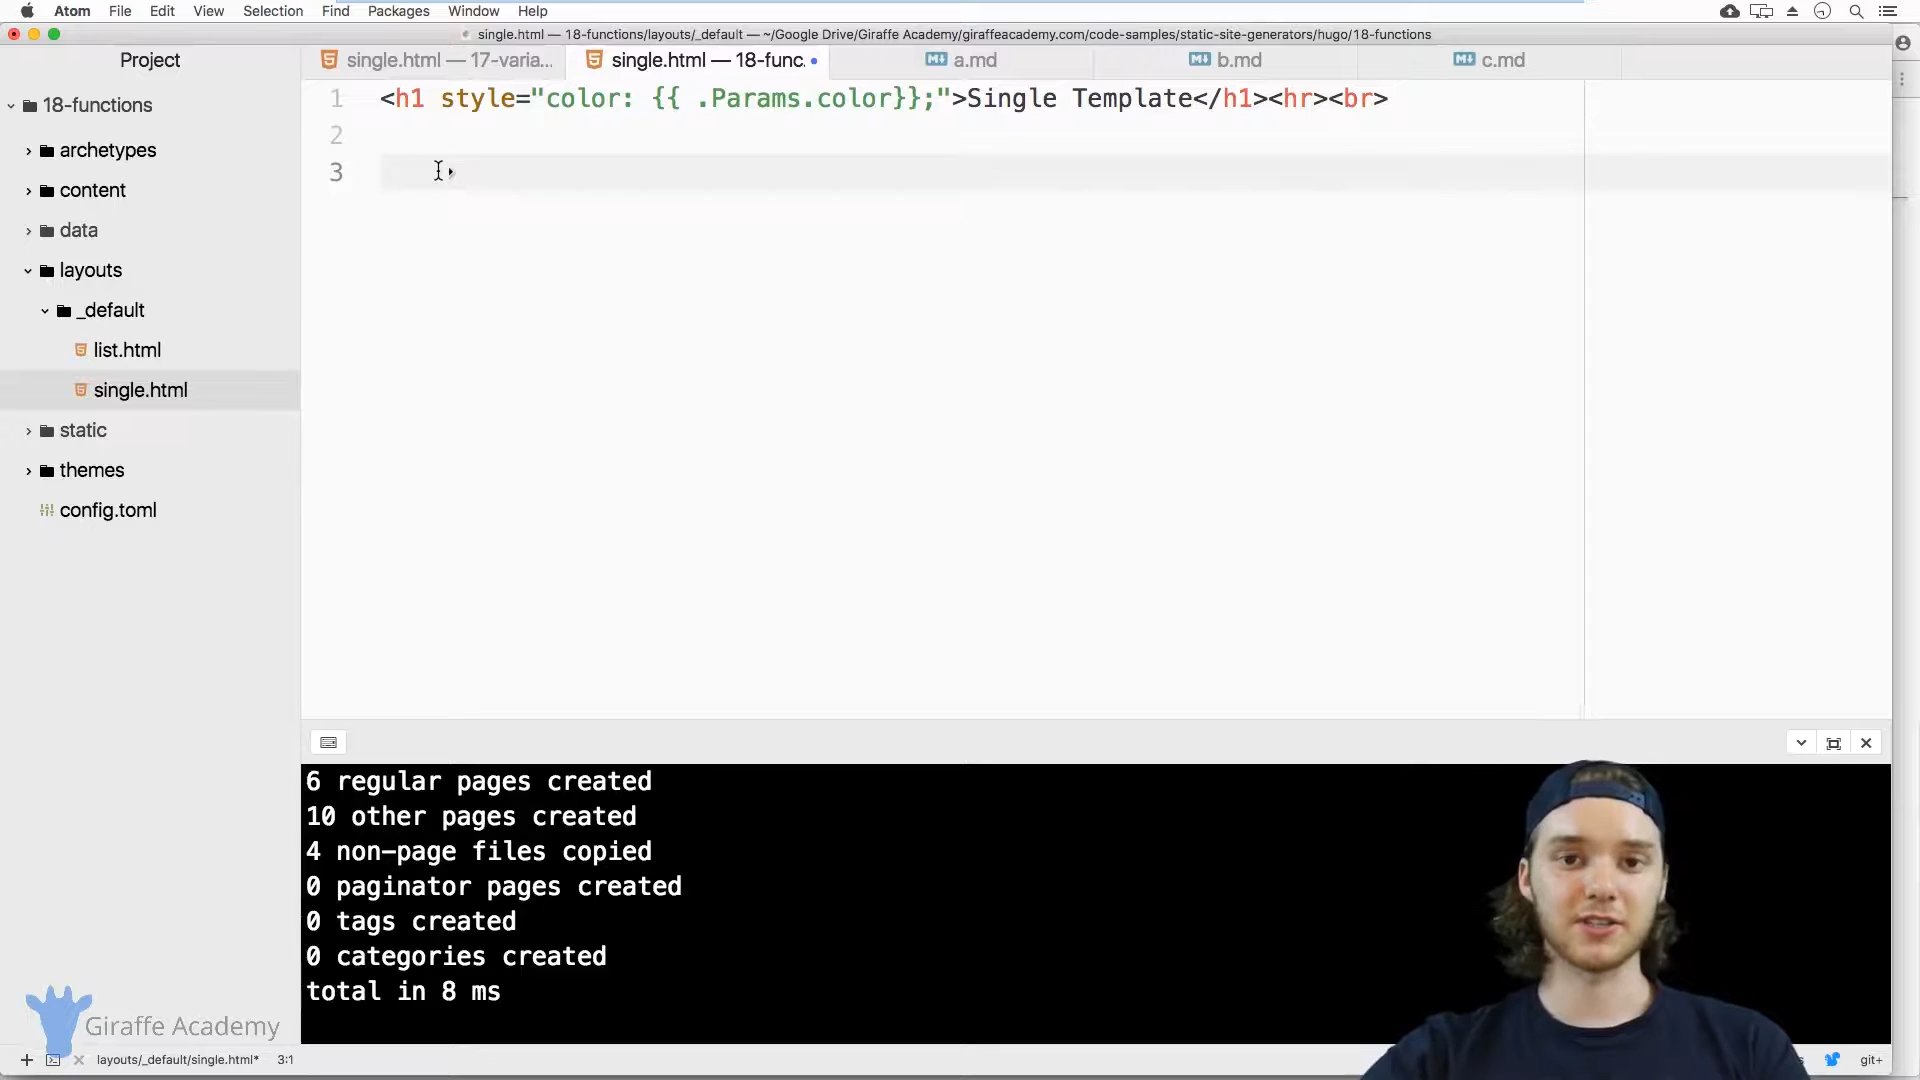 Atom File Edit View Selection Find Packages Window Help
single.html — 18-functions/layouts/_default — ~/Google Drive/Giraffe Academy/giraffeacademy.com/code-samples/static-site-generators/hugo/18-functions
Project
single.html — 17-varia...
single.html — 18-func.
a.md
b.md
c.md
18-functions
archetypes
content
data
layouts
_default
list.html
single.html
static
themes
config.toml
1 <h1 style="color: {{ .Params.color}};">Single Template</h1><hr><br>
2
3
6 regular pages created
10 other pages created
4 non-page files copied
0 paginator pages created
0 tags created
0 categories created
total in 8 ms
Giraffe Academy
layouts/_default/single.html* 3:1
git+